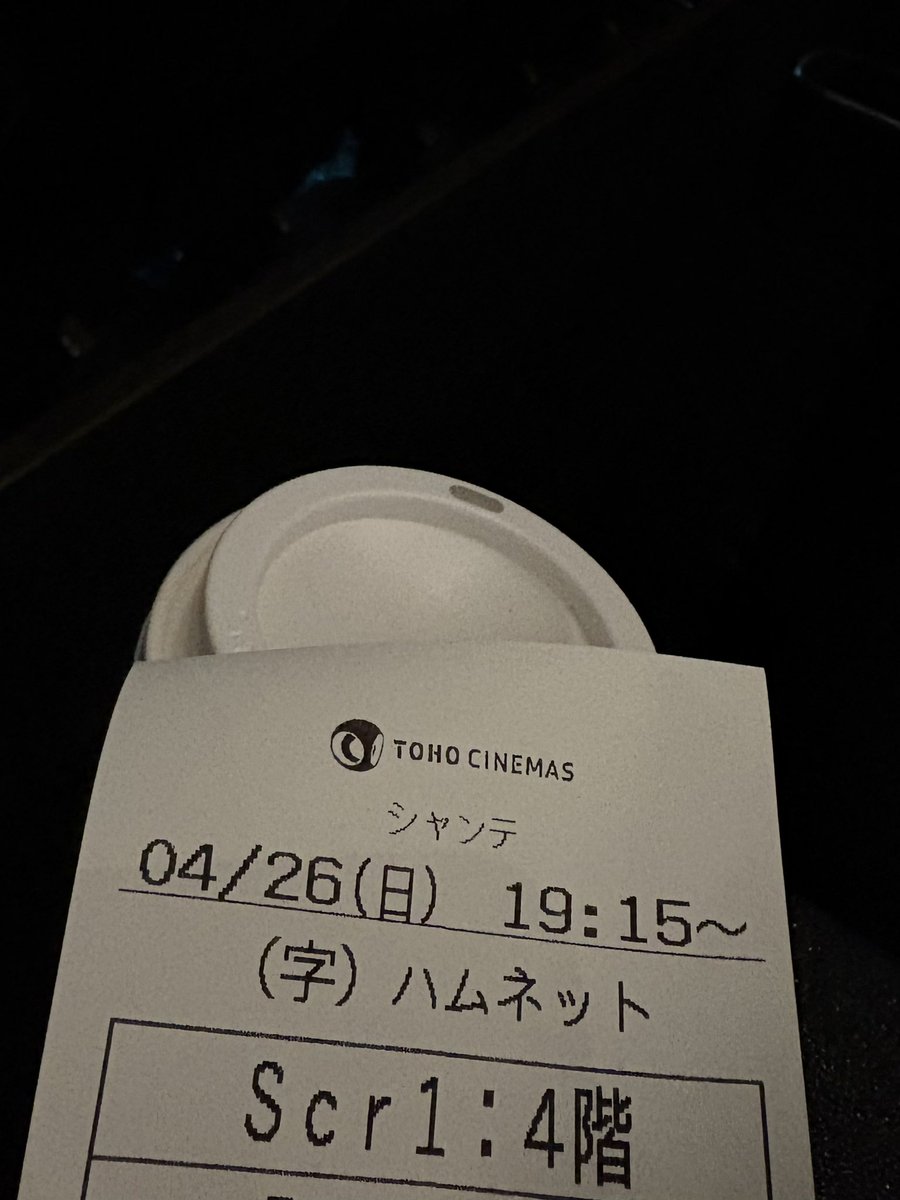 TOHO CINEMAS
シャンテ
04/26(日) 19:15~
(字) ハムネット
Scr1:4階